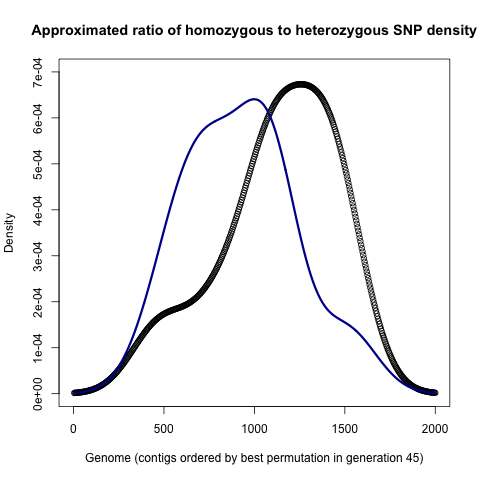 Approximated ratio of homozygous to heterozygous SNP density
Density
7e-04
6e-04
5e-04
4e-04
3e-04
2e-04
1e-04
0e+00
0 500 1000 1500 2000
Genome (contigs ordered by best permutation in generation 45)